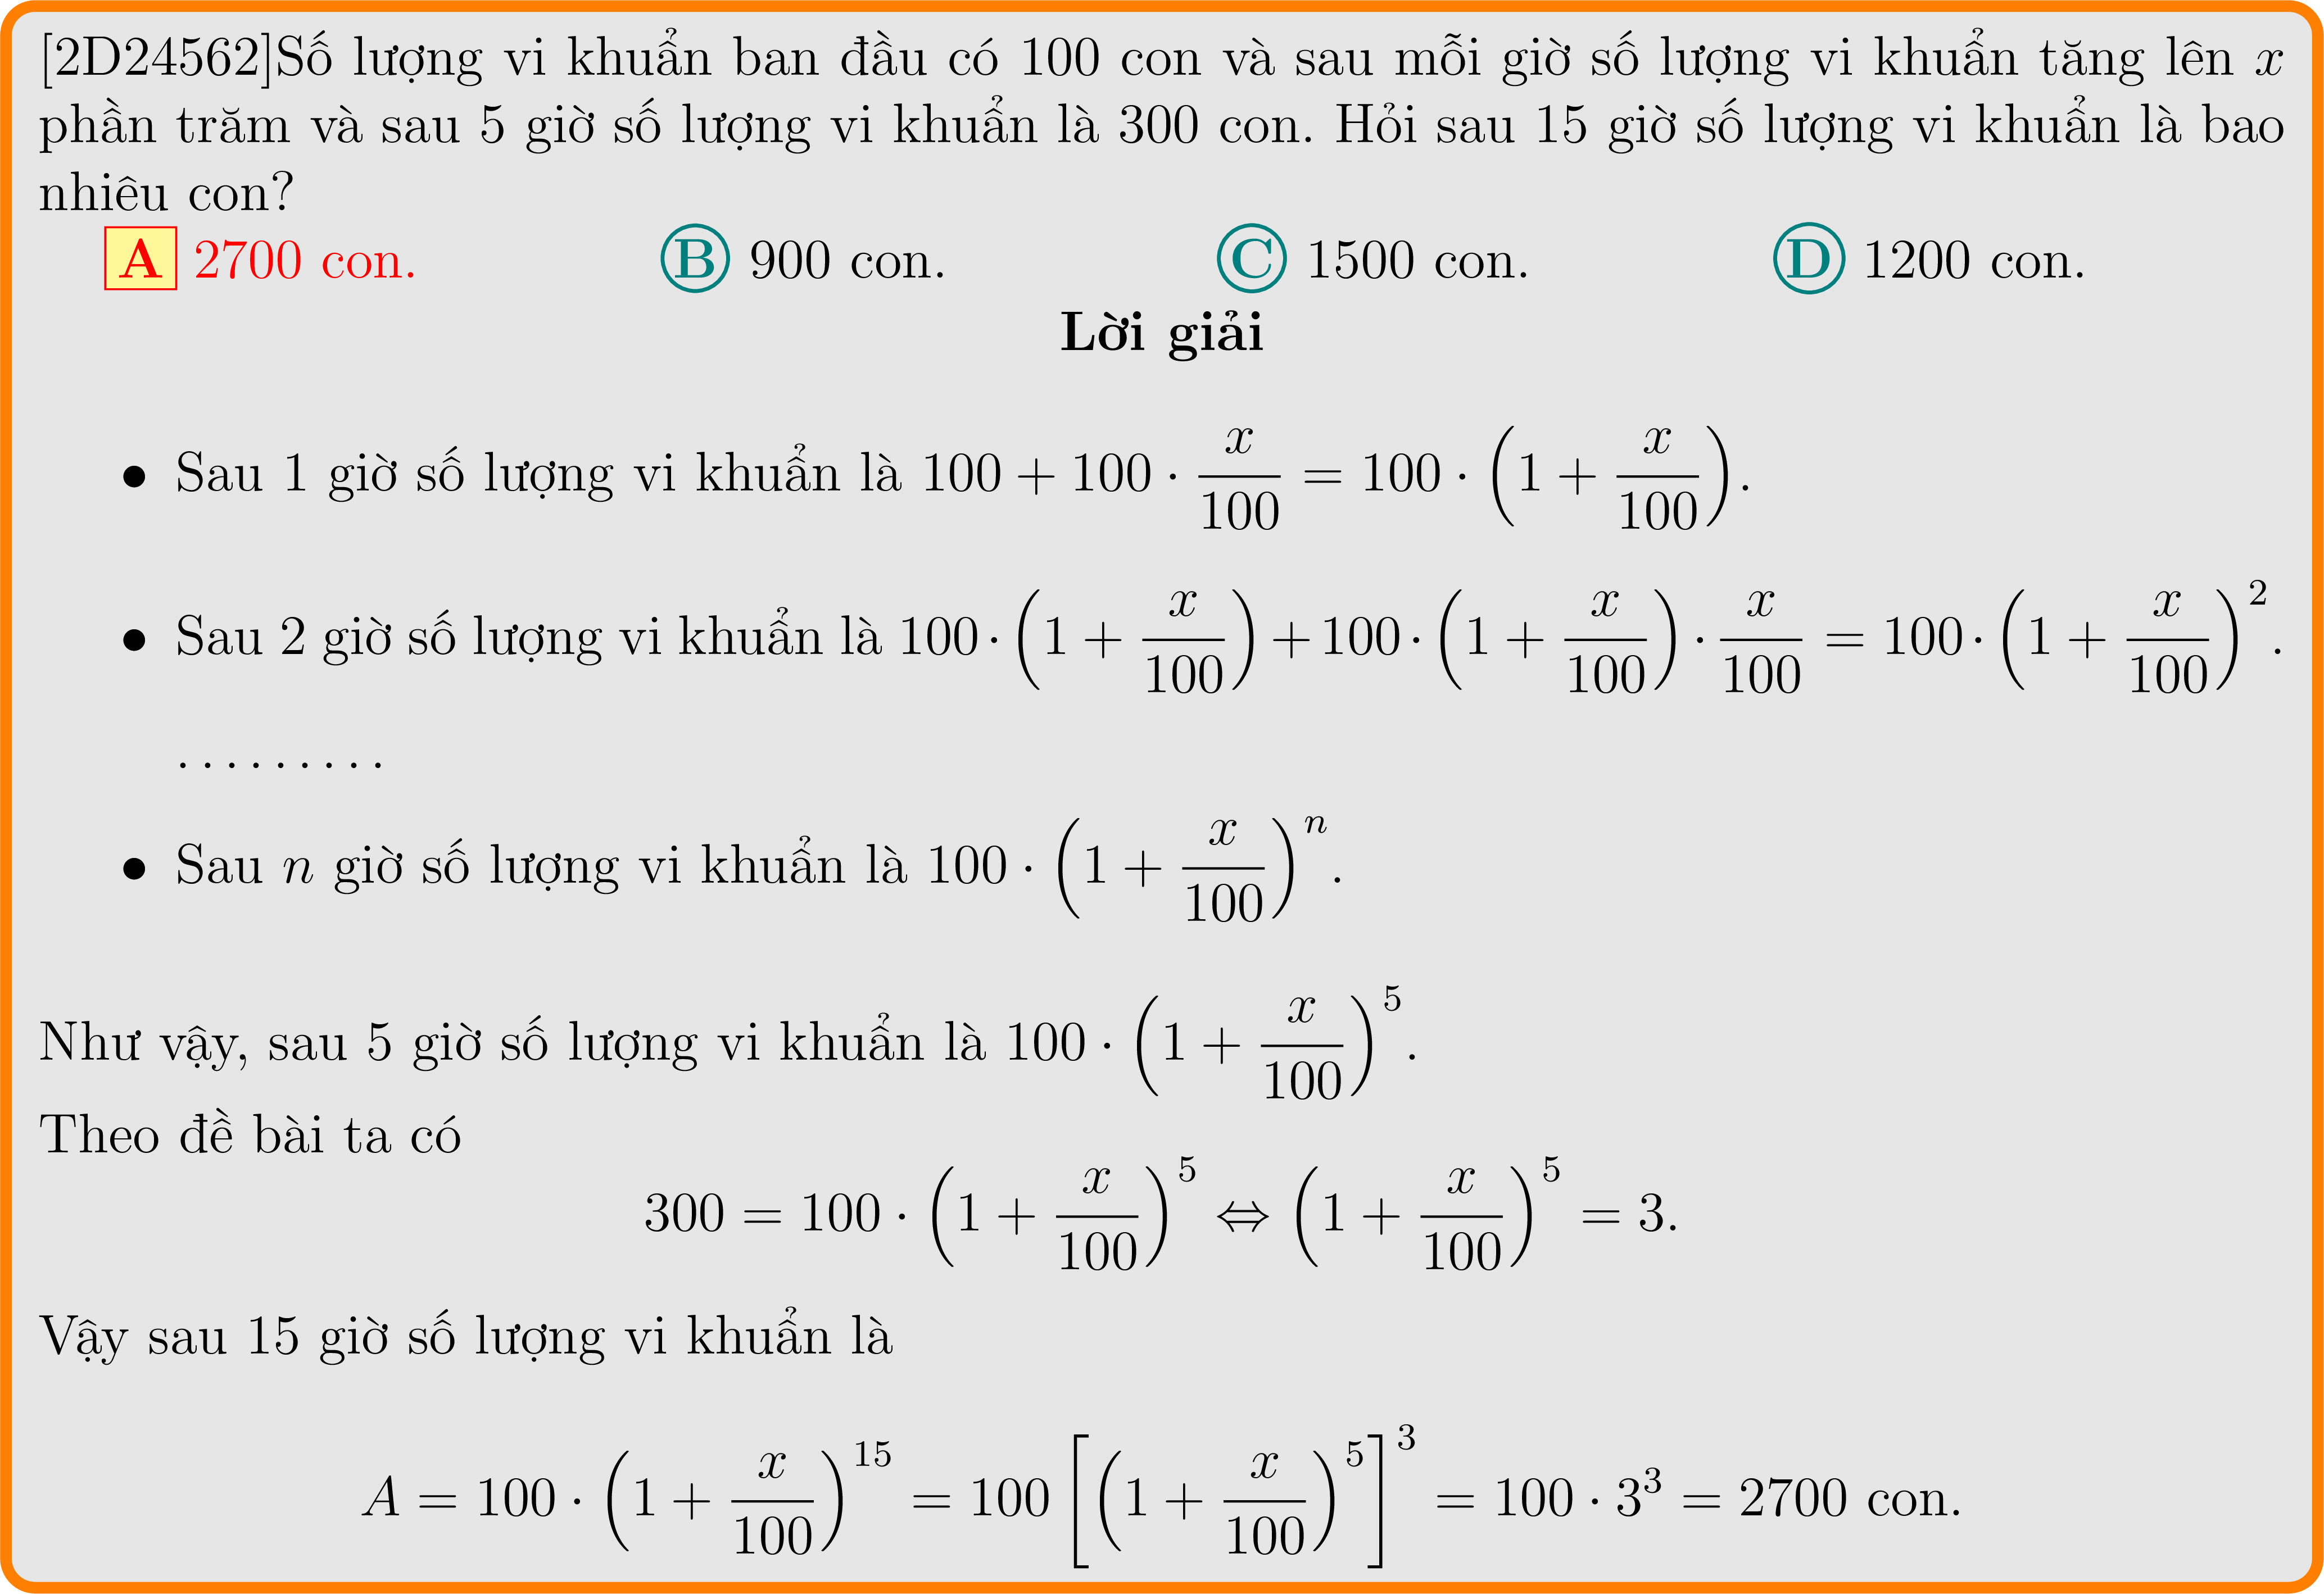 [2D24562]Số lượng vi khuẩn ban đầu có 100 con và sau mỗi giờ số lượng vi khuẩn tăng lên x
phần trăm và sau 5 giờ số lượng vi khuẩn là 300 con. Hỏi sau 15 giờ số lượng vi khuẩn là bao
nhiêu con?
A 2700 con. B 900 con. C 1500 con. D 1200 con.
Lời giải
• Sau 1 giờ số lượng vi khuẩn là $100 + 100 \cdot \frac{x}{100} = 100 \cdot \left(1 + \frac{x}{100}\right)$.
• Sau 2 giờ số lượng vi khuẩn là $100 \cdot \left(1 + \frac{x}{100}\right) + 100 \cdot \left(1 + \frac{x}{100}\right) \cdot \frac{x}{100} = 100 \cdot \left(1 + \frac{x}{100}\right)^2$.
.........
• Sau n giờ số lượng vi khuẩn là $100 \cdot \left(1 + \frac{x}{100}\right)^n$.
Như vậy, sau 5 giờ số lượng vi khuẩn là $100 \cdot \left(1 + \frac{x}{100}\right)^5$.
Theo đề bài ta có
$300 = 100 \cdot \left(1 + \frac{x}{100}\right)^5 \Leftrightarrow \left(1 + \frac{x}{100}\right)^5 = 3.$
Vậy sau 15 giờ số lượng vi khuẩn là
$A = 100 \cdot \left(1 + \frac{x}{100}\right)^{15} = 100 \left[\left(1 + \frac{x}{100}\right)^5\right]^3 = 100 \cdot 3^3 = 2700$ con.